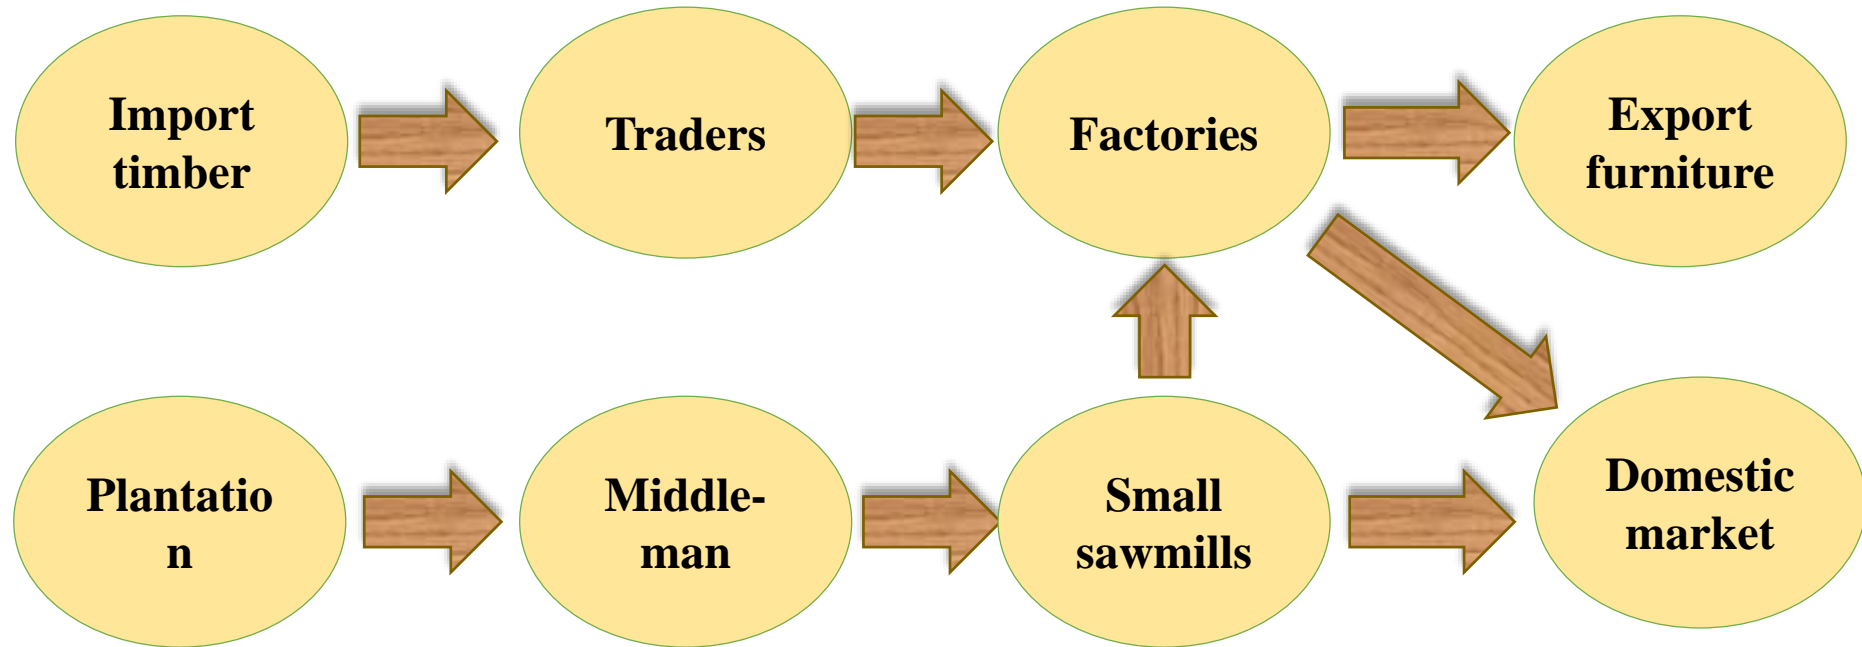 Import
timber
Traders
Factories
Export
furniture
Plantatio
n
Middle-
man
Small
sawmills
Domestic
market